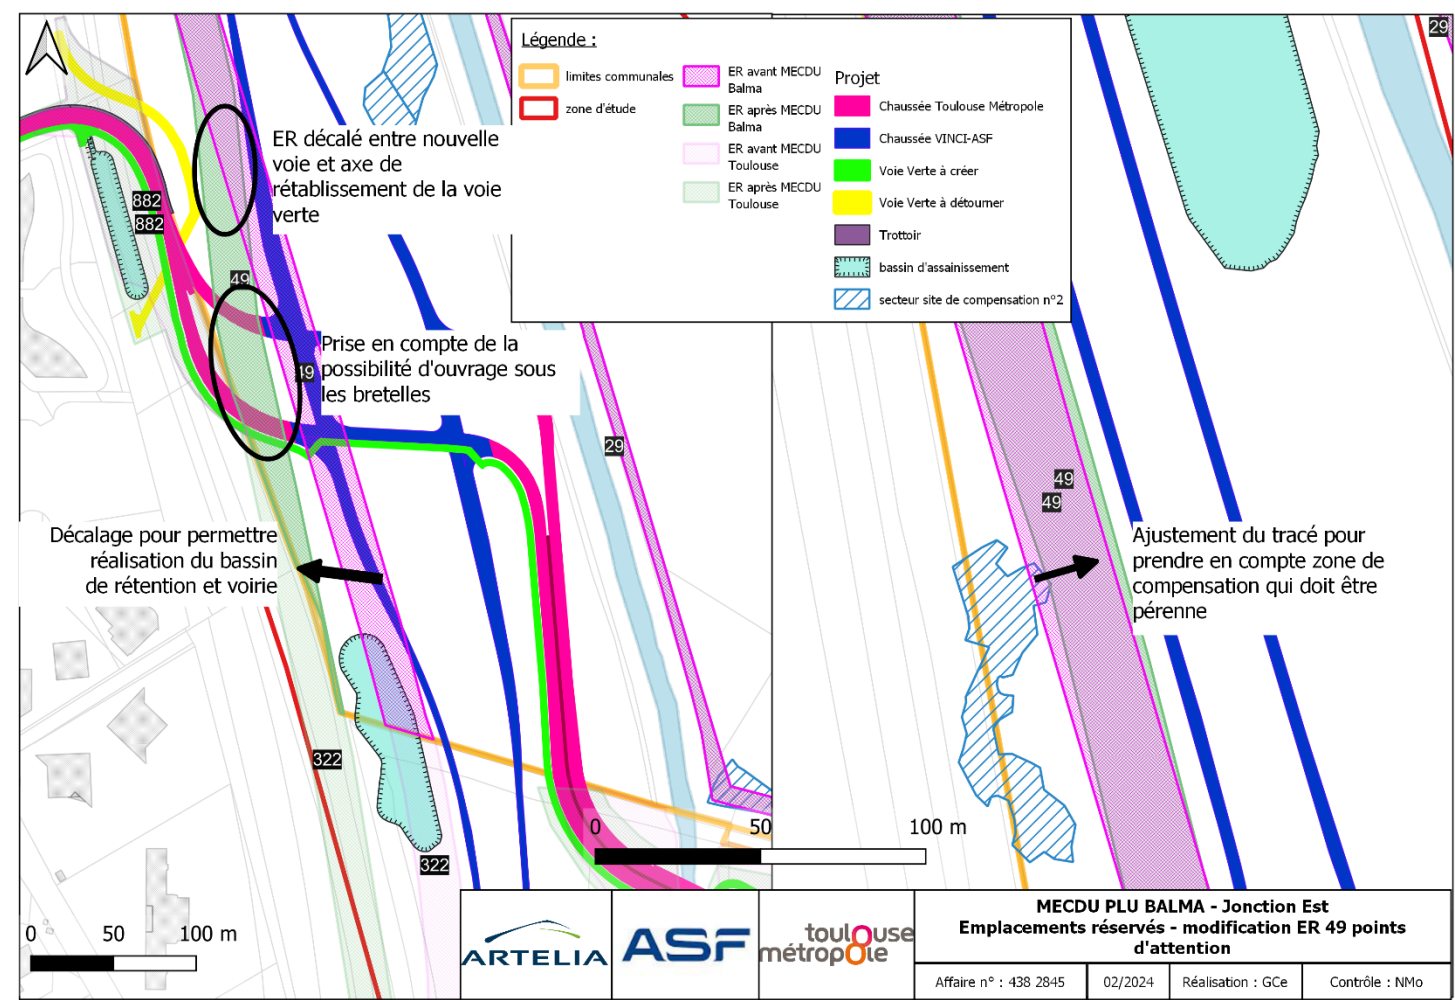 29
Légende :
limites communales
zone d'étude
ER avant MECDU
Balma
ER après MECDU
Balma
ER avant MECDU
Toulouse
ER après MECDU
Toulouse
Projet
Chaussée Toulouse Métropole
Chaussée VINCI-ASF
Voie Verte à créer
Voie Verte à détourner
Trottoir
bassin d'assainissement
secteur site de compensation n°2
ER décalé entre nouvelle
voie et axe de
rétablissement de la voie
verte
882
882
49
Prise en compte de la
possibilité d'ouvrage sous
les bretelles
49
29
49
49
Décalage pour permettre
réalisation du bassin
de rétention et voirie
Ajustement du tracé pour
prendre en compte zone de
compensation qui doit être
pérenne
322
322
0 50 100 m
0 50 100 m
ARTELIA
ASF
toulouse
métropole
MECDU PLU BALMA - Jonction Est
Emplacements réservés - modification ER 49 points
d'attention
Affaire n° : 438 2845
02/2024
Réalisation : GCe
Contrôle : NMo